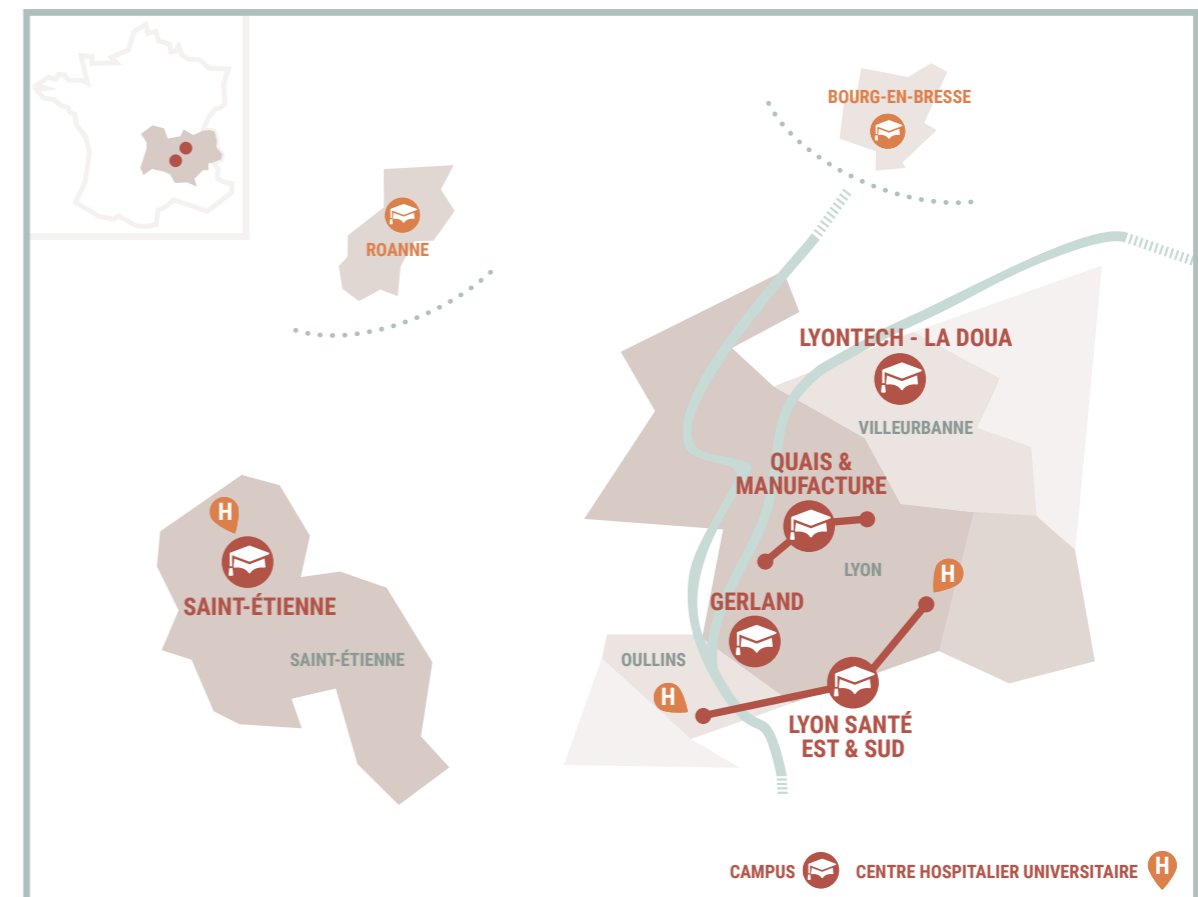 BOURG-EN-BRESSE
ROANNE
LYONTECH - LA DOUA
VILLEURBANNE
QUAIS &
MANUFACTURE
H
LYON
H
SAINT-ÉTIENNE
GERLAND
SAINT-ÉTIENNE
OULLINS
H
LYON SANTÉ
EST & SUD
CAMPUS
CENTRE HOSPITALIER UNIVERSITAIRE
H